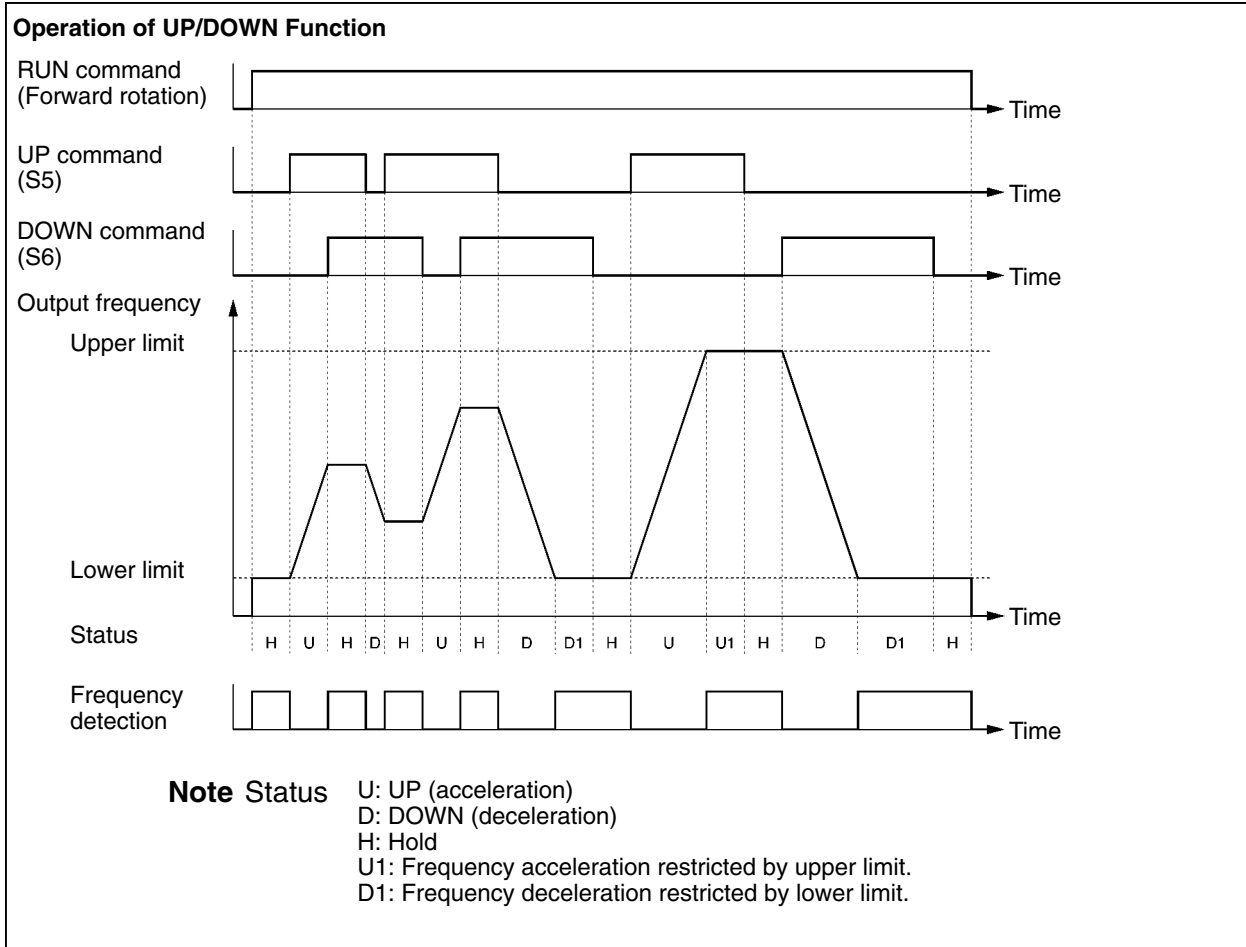 Operation of UP/DOWN Function
RUN command
(Forward rotation)
Time
UP command
(S5)
Time
DOWN command
(S6)
Time
Output frequency
Upper limit
Lower limit
Time
Status
H U H D H U H D D1 H U U1 H D D1 H
Frequency
detection
Time
Note Status U: UP (acceleration)
D: DOWN (deceleration)
H: Hold
U1: Frequency acceleration restricted by upper limit.
D1: Frequency deceleration restricted by lower limit.